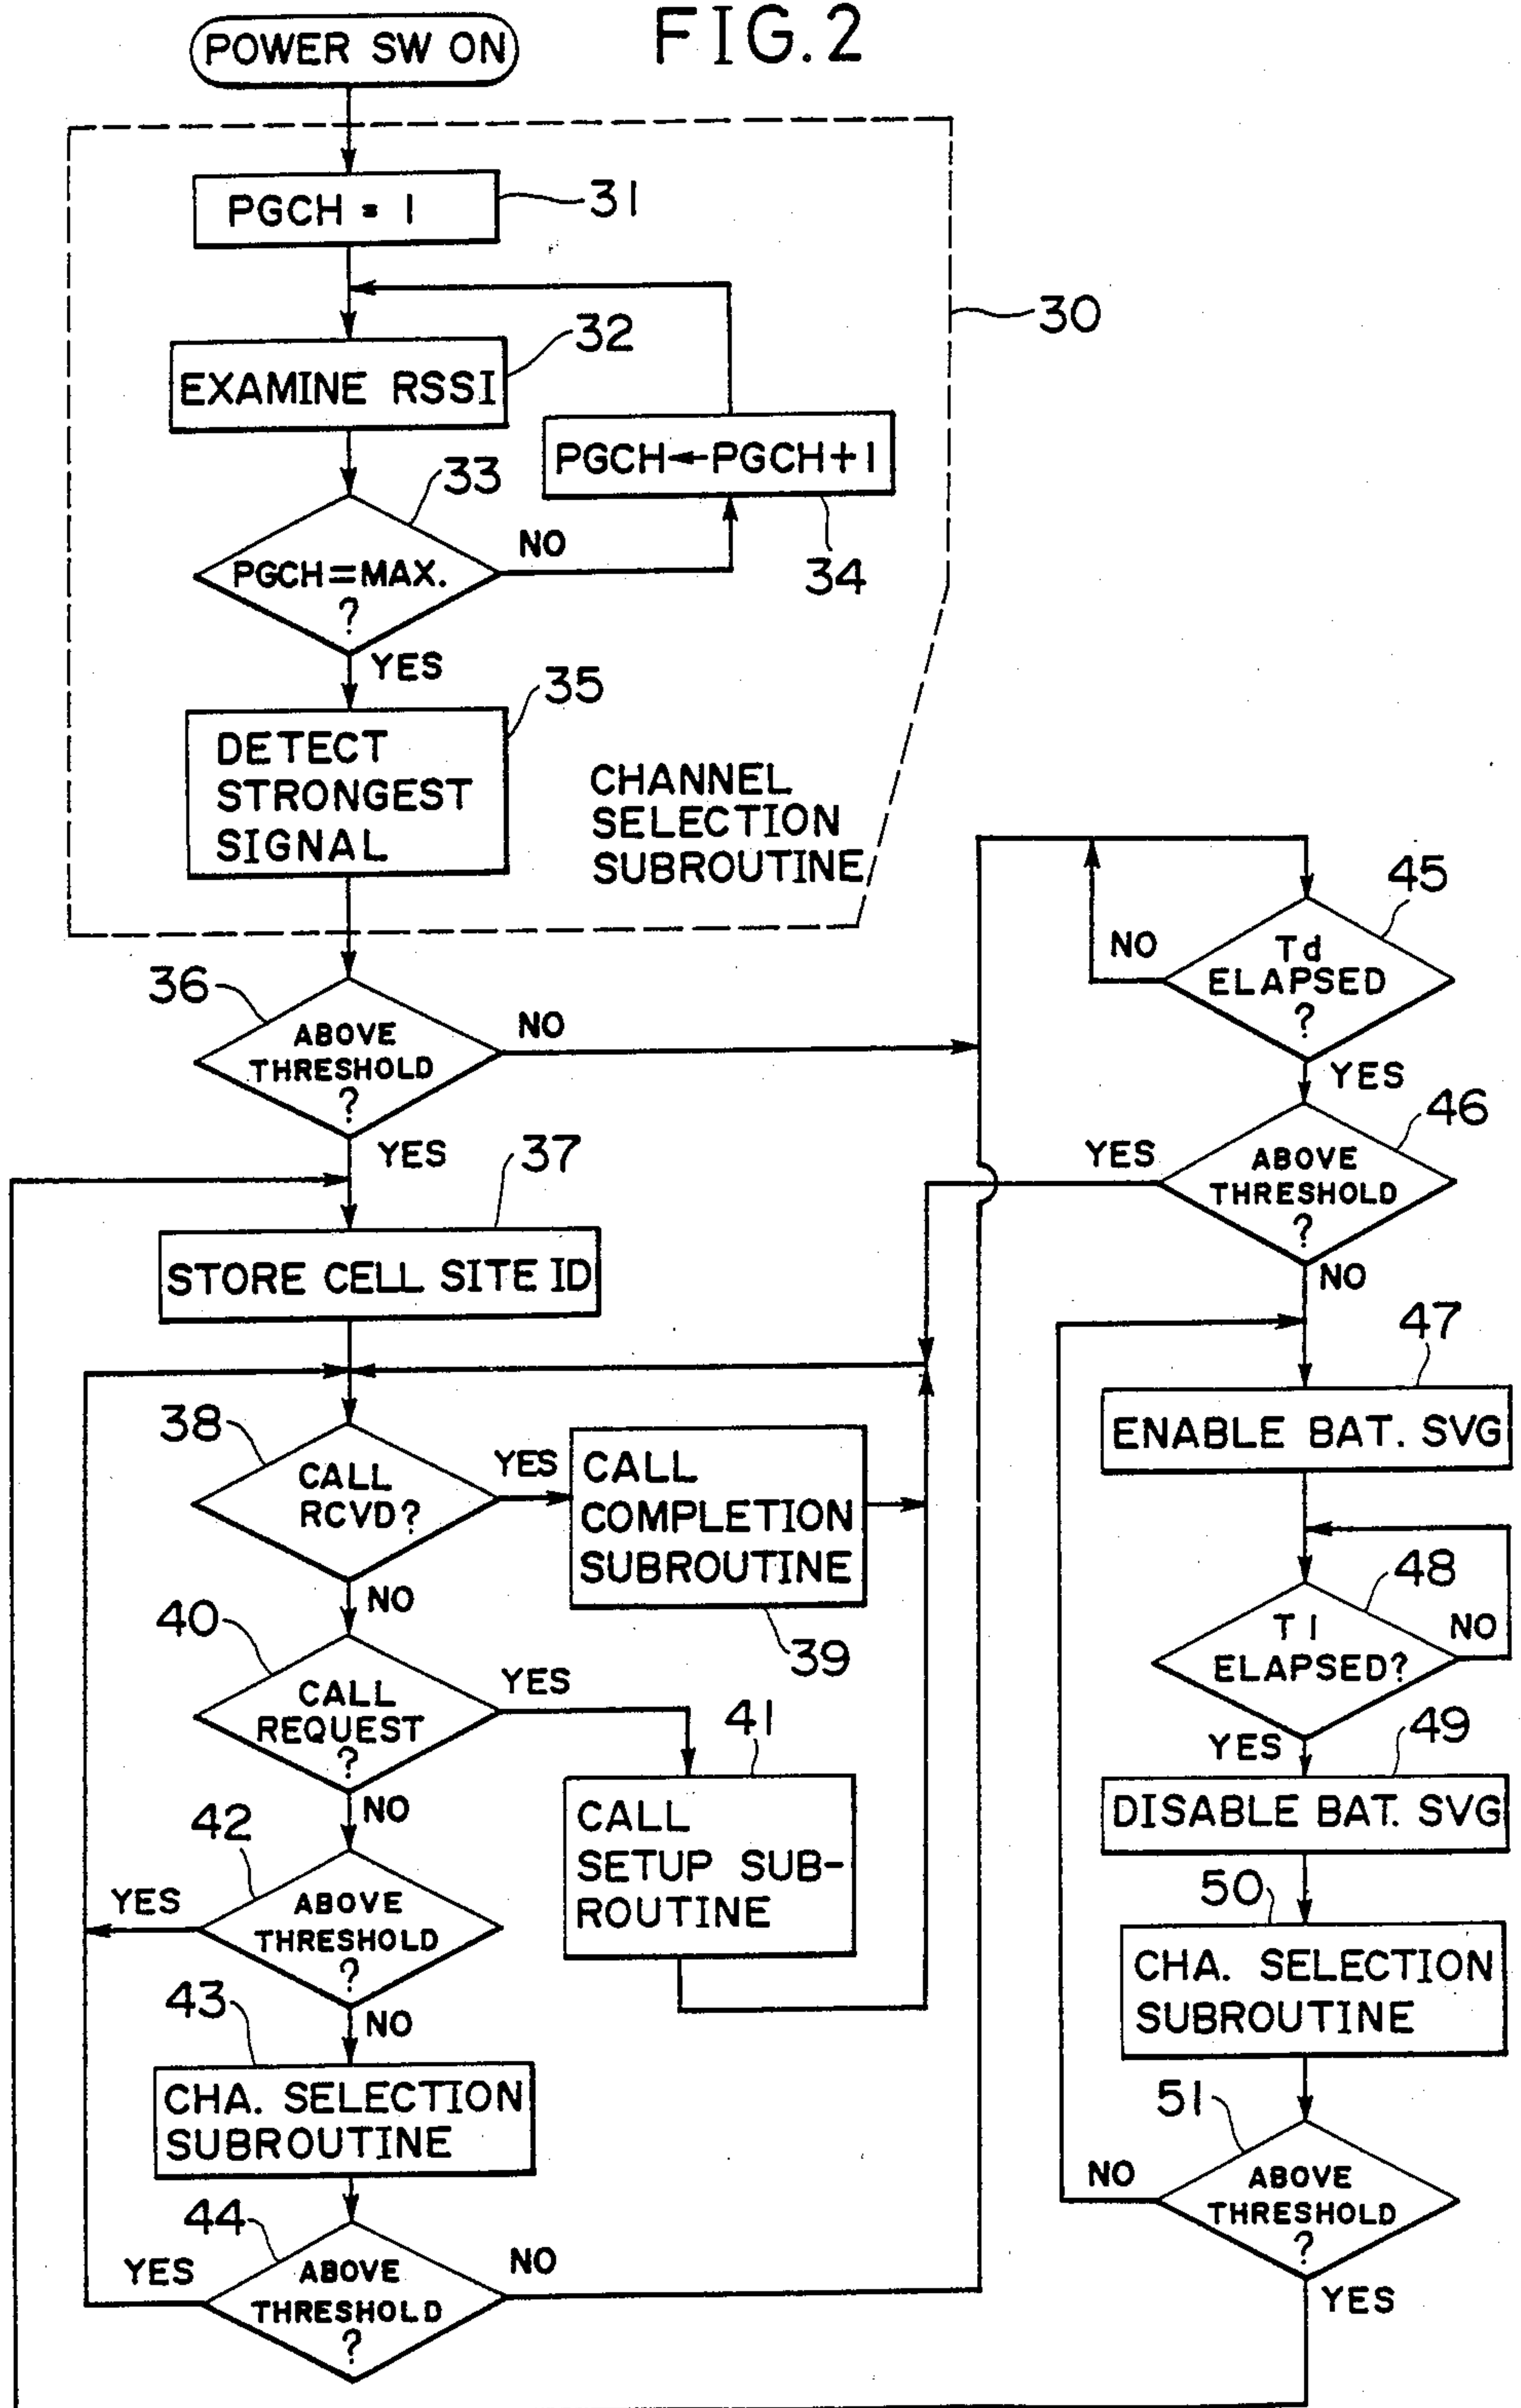 FIG. 2
POWER SW ON
PGCH = 1
31
30
EXAMINE RSSI
32
PGCH←PGCH+1
34
PGCH=MAX.
?
33
NO
YES
DETECT
STRONGEST
SIGNAL
35
CHANNEL
SELECTION
SUBROUTINE
36
ABOVE
THRESHOLD
?
NO
YES
37
STORE CELL SITE ID
38
CALL
RCVD?
YES
NO
CALL
COMPLETION
SUBROUTINE
39
40
CALL
REQUEST
?
YES
NO
41
CALL
SETUP SUB-
ROUTINE
42
ABOVE
THRESHOLD
?
YES
NO
43
CHA. SELECTION
SUBROUTINE
44
ABOVE
THRESHOLD
?
YES
NO
45
Td
ELAPSED
?
NO
YES
46
ABOVE
THRESHOLD
?
YES
NO
47
ENABLE BAT. SVG
48
T1
ELAPSED?
NO
YES
49
DISABLE BAT. SVG
50
CHA. SELECTION
SUBROUTINE
51
ABOVE
THRESHOLD
?
NO
YES